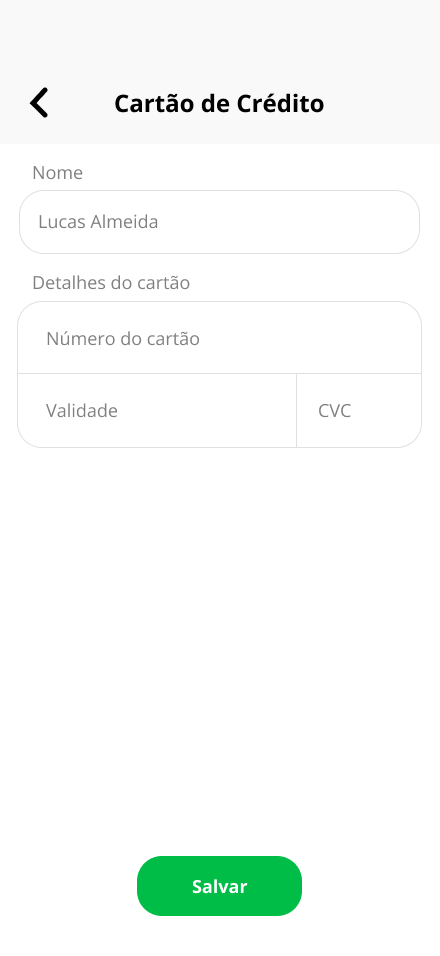 Cartão de Crédito
Nome
Lucas Almeida
Detalhes do cartão
Número do cartão
Validade
CVC
Salvar